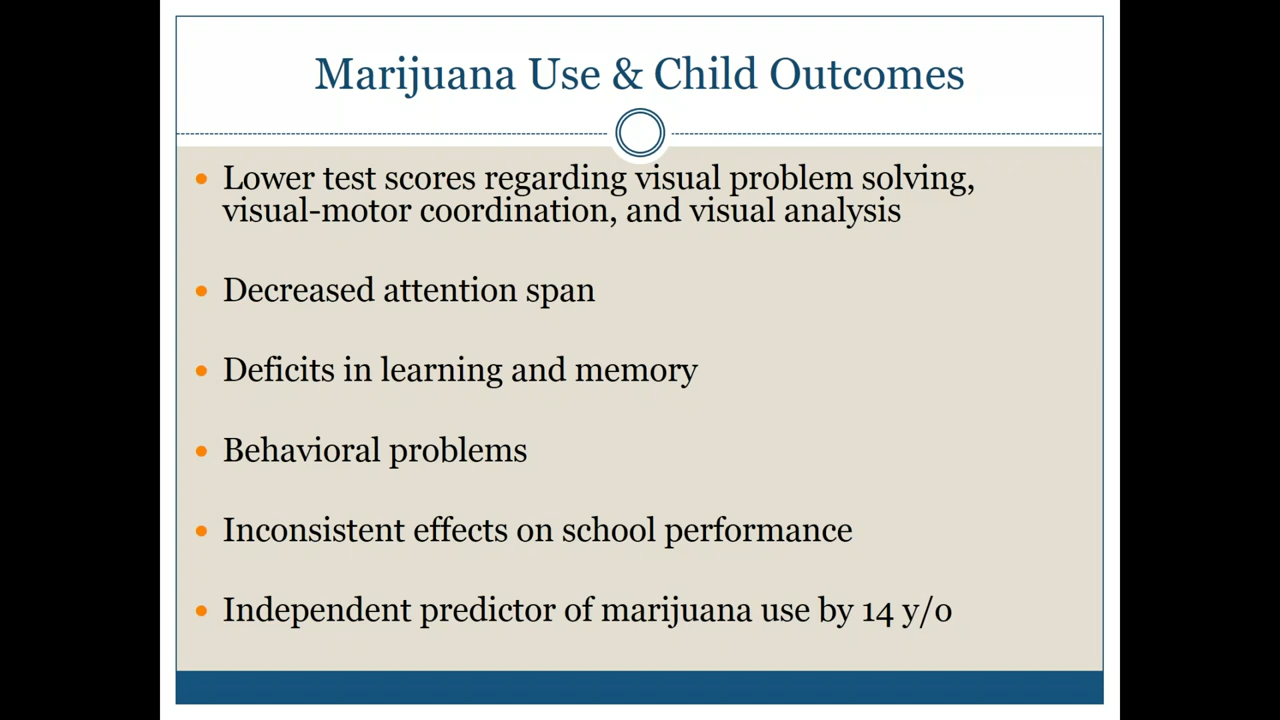 Marijuana Use & Child Outcomes
• Lower test scores regarding visual problem solving,
visual-motor coordination, and visual analysis
• Decreased attention span
• Deficits in learning and memory
• Behavioral problems
• Inconsistent effects on school performance
• Independent predictor of marijuana use by 14 y/o